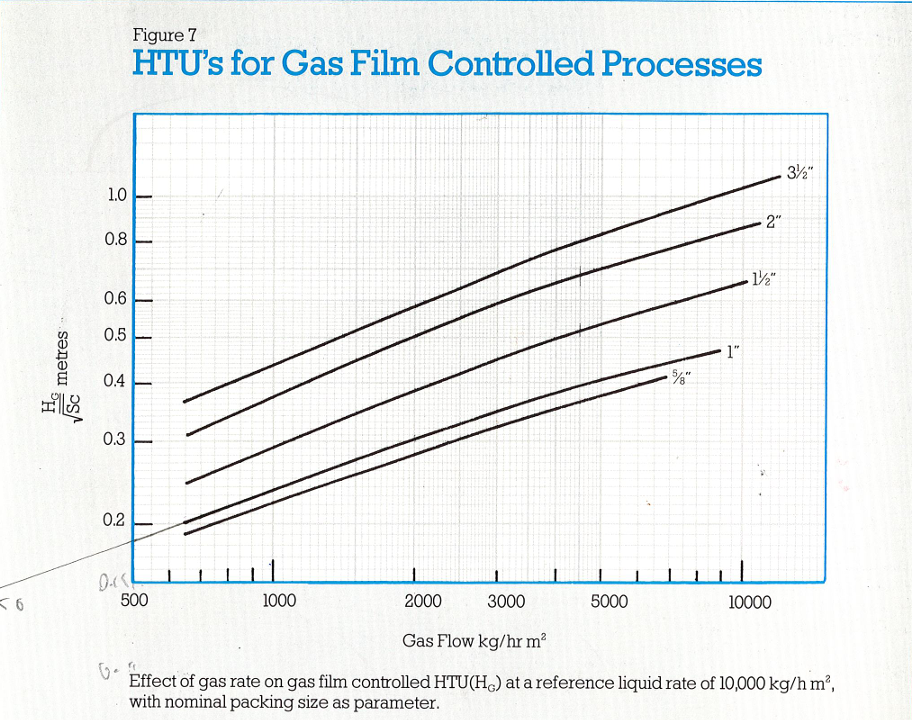 Figure 7
HTU's for Gas Film Controlled Processes
3½"
1.0
2"
0.8
1½"
0.6
0.5
1"
0.4
⅝"
0.3
0.2
H_G/√Sc metres
500 1000 2000 3000 5000 10000
Gas Flow kg/hr m²
Effect of gas rate on gas film controlled HTU(H_G) at a reference liquid rate of 10,000 kg/h m²,
with nominal packing size as parameter.